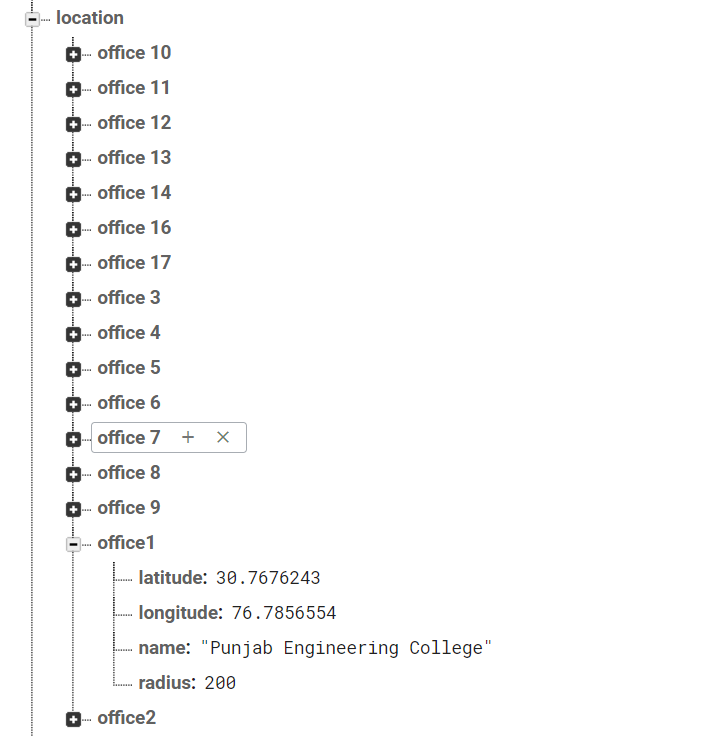 location
office 10
office 11
office 12
office 13
office 14
office 16
office 17
office 3
office 4
office 5
office 6
office 7
office 8
office 9
office1
latitude: 30.7676243
longitude: 76.7856554
name: "Punjab Engineering College"
radius: 200
office2